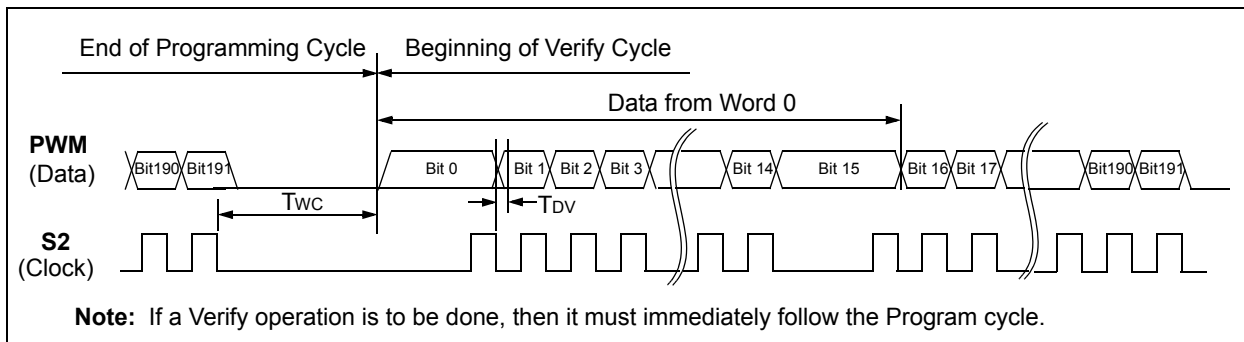 End of Programming Cycle Beginning of Verify Cycle
Data from Word 0
PWM
(Data)
Bit190 Bit191 Bit 0 Bit 1 Bit 2 Bit 3 Bit 14 Bit 15 Bit 16 Bit 17 Bit190 Bit191
TWC TDV
S2
(Clock)
Note: If a Verify operation is to be done, then it must immediately follow the Program cycle.